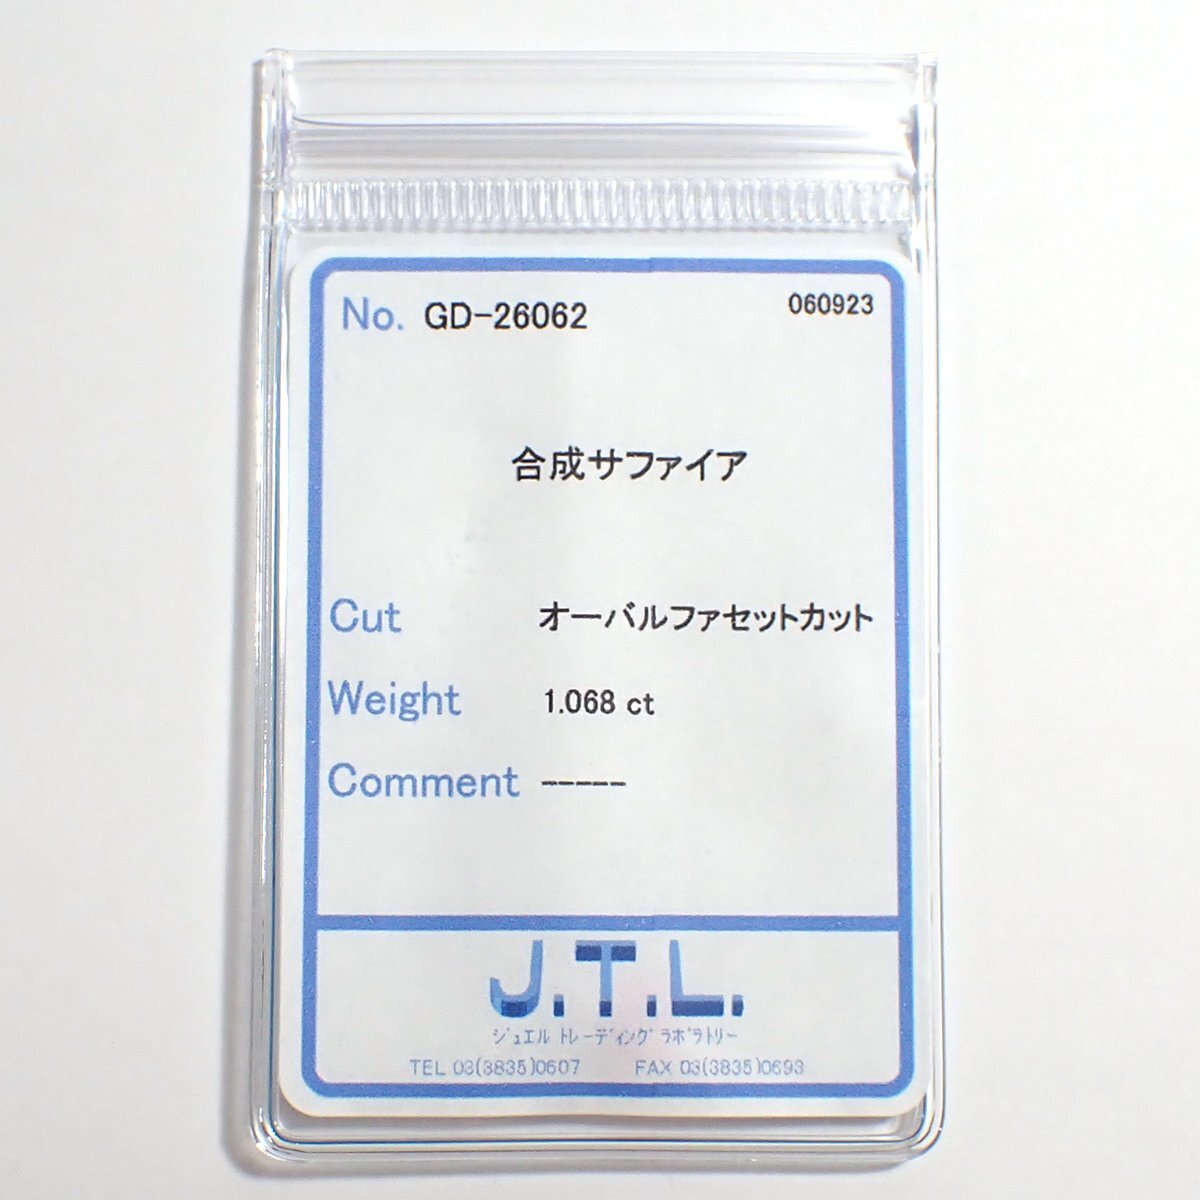 No. GD-26062 060923
合成サファイア
Cut オーバルファセットカット
Weight 1.068 ct
Comment -----
J.T.L.
ジュエル トレーディング ラボラトリー
TEL 03(3835)0607 FAX 03(3835)0693